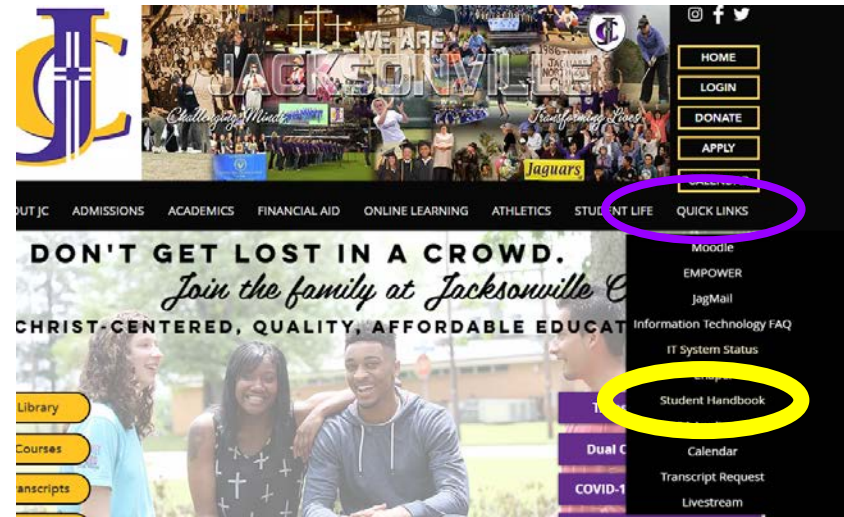 WE ARE
JACKSONVILLE
Challenging Minds
Transforming Lives
Jaguars
HOME
LOGIN
DONATE
APPLY
CALENDAR
OUT JC ADMISSIONS ACADEMICS FINANCIAL AID ONLINE LEARNING ATHLETICS STUDENT LIFE QUICK LINKS
DON'T GET LOST IN A CROWD.
Join the family at Jacksonville C
CHRIST-CENTERED, QUALITY, AFFORDABLE EDUCAT
Moodle
EMPOWER
JagMail
Information Technology FAQ
IT System Status
Student Handbook
Calendar
Transcript Request
Livestream
Library
Courses
anscripts
Dual C
COVID-1